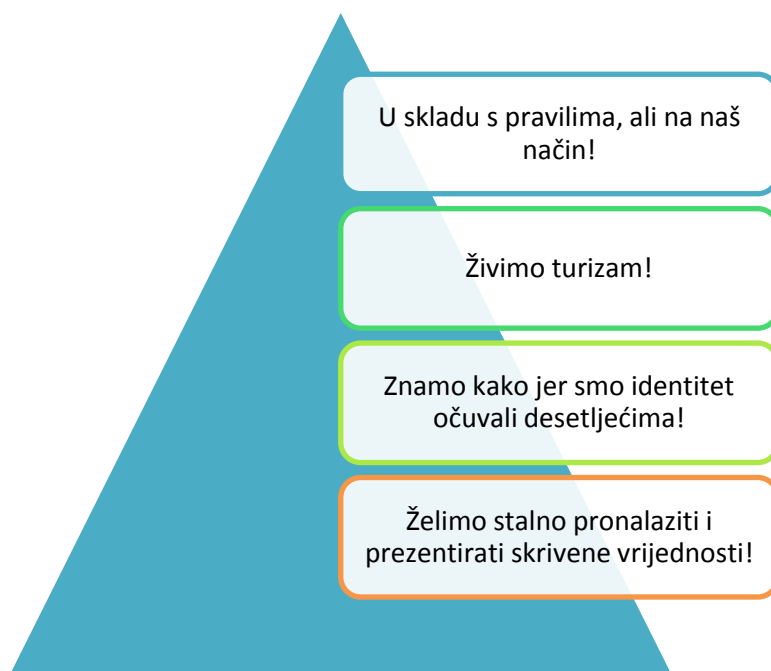 U skladu s pravilima, ali na naš
način!
Živimo turizam!
Znamo kako jer smo identitet
očuvali desetljećima!
Želimo stalno pronalaziti i
prezentirati skrivene vrijednosti!